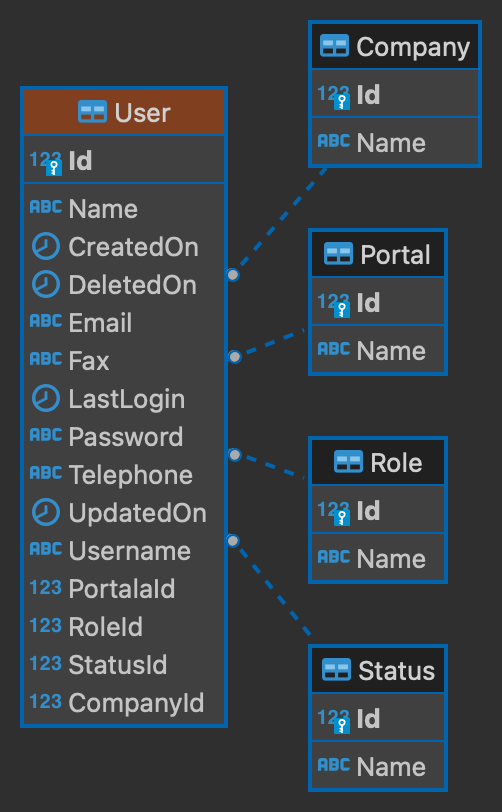 User
123 Id
ABC Name
CreatedOn
DeletedOn
ABC Email
ABC Fax
LastLogin
ABC Password
ABC Telephone
UpdatedOn
ABC Username
123 PortalaId
123 RoleId
123 StatusId
123 CompanyId
Company
123 Id
ABC Name
Portal
123 Id
ABC Name
Role
123 Id
ABC Name
Status
123 Id
ABC Name